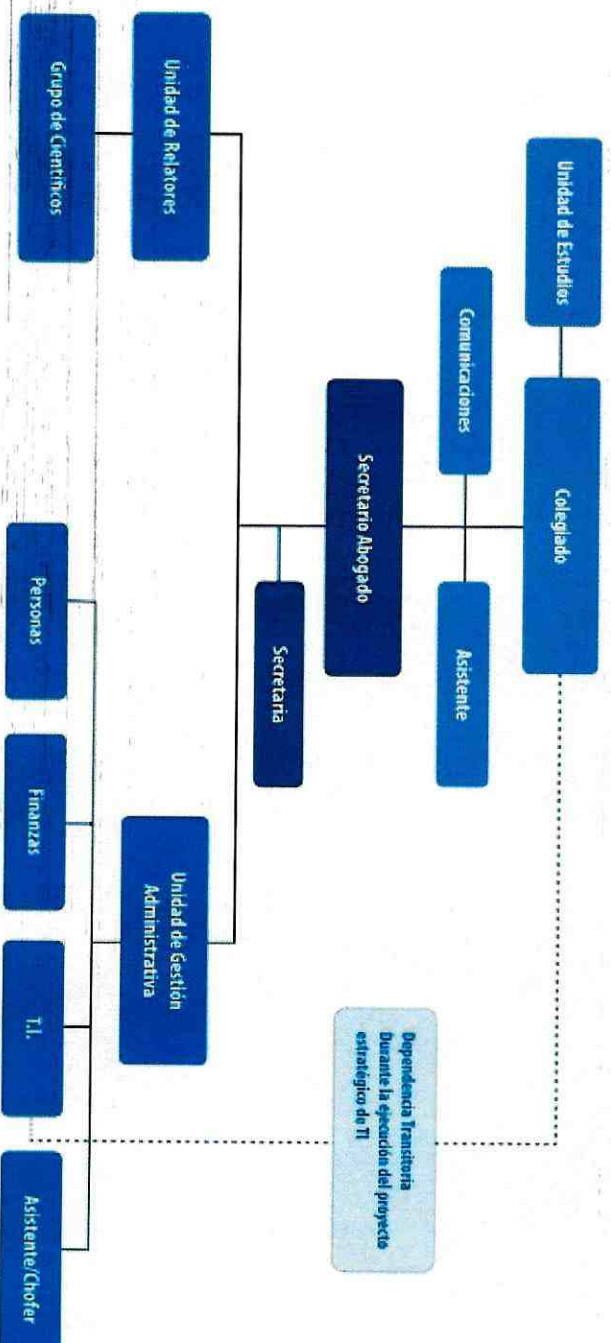 Unidad de Estudios
Colegiado
Comunicaciones
Asistente
Secretario Abogado
Secretaria
Unidad de Relatores
Unidad de Gestión
Administrativa
Grupo de Científicos
Personas
Finanzas
T.I.
Asistente/Chofer
Dependencia Transitoria
Durante la ejecución del proyecto
estratégico de TI